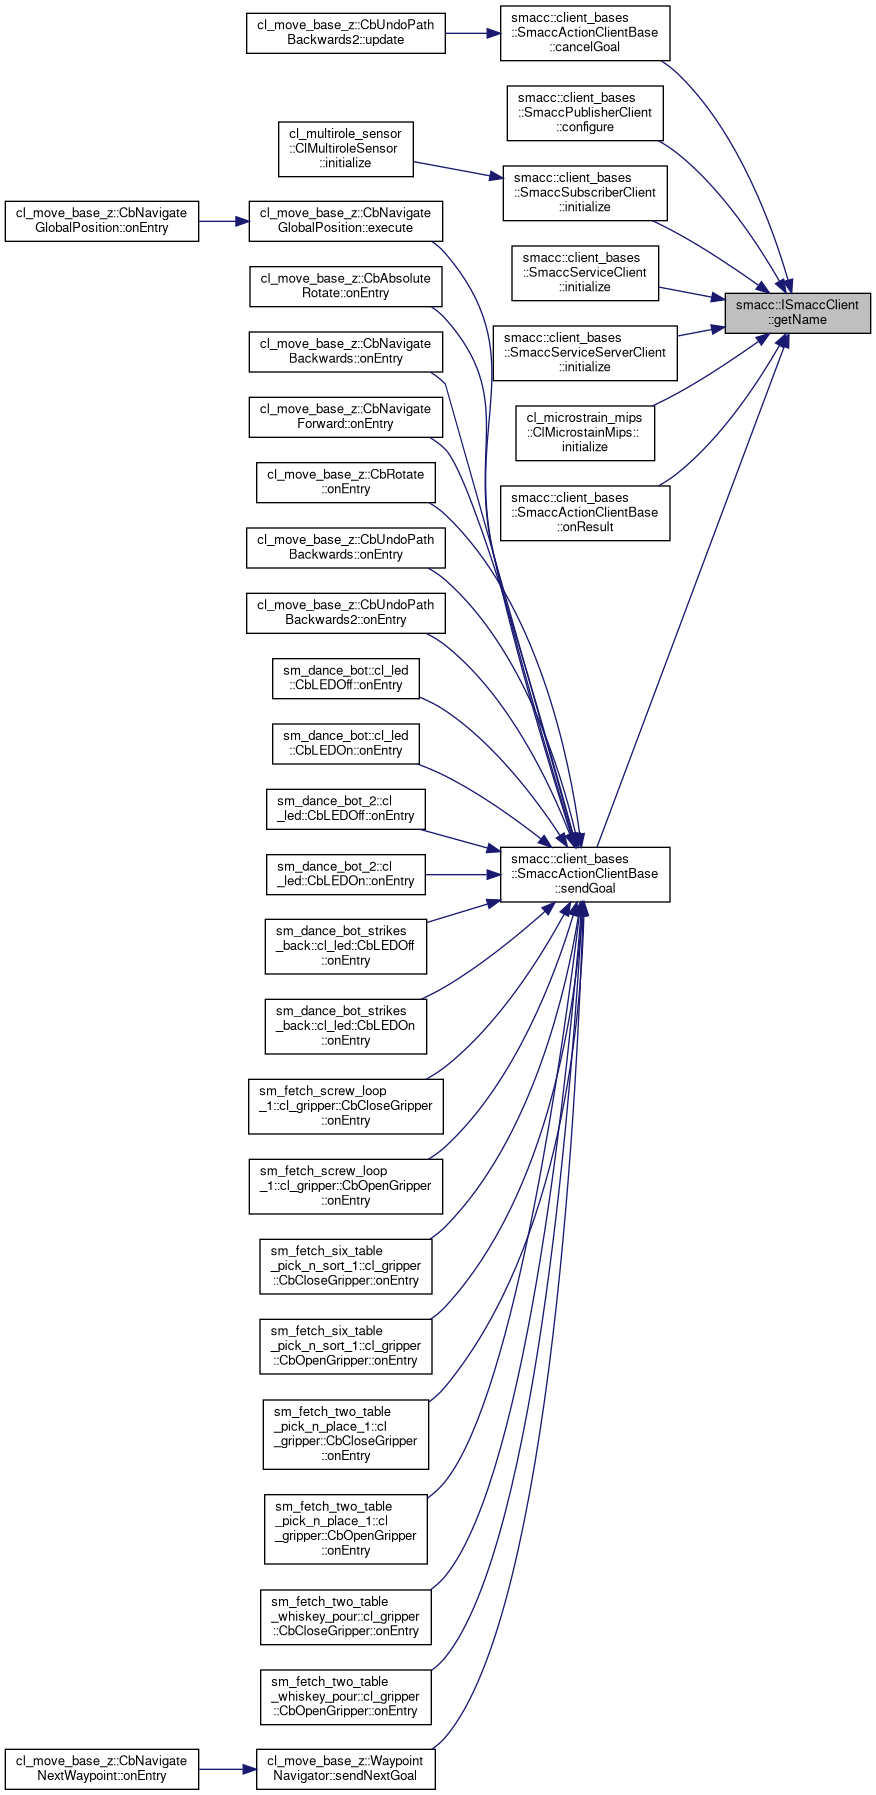 cl_move_base_z::CbUndoPath
Backwards2::update
smacc::client_bases
::SmaccActionClientBase
::cancelGoal
smacc::client_bases
::SmaccPublisherClient
::configure
cl_multirole_sensor
::ClMultiroleSensor
::initialize
smacc::client_bases
::SmaccSubscriberClient
::initialize
cl_move_base_z::CbNavigate
GlobalPosition::onEntry
cl_move_base_z::CbNavigate
GlobalPosition::execute
smacc::client_bases
::SmaccServiceClient
::initialize
cl_move_base_z::CbAbsolute
Rotate::onEntry
smacc::ISmaccClient
::getName
smacc::client_bases
::SmaccServiceServerClient
::initialize
cl_move_base_z::CbNavigate
Backwards::onEntry
cl_move_base_z::CbNavigate
Forward::onEntry
cl_microstrain_mips
::ClMicrostainMips::
initialize
cl_move_base_z::CbRotate
::onEntry
smacc::client_bases
::SmaccActionClientBase
::onResult
cl_move_base_z::CbUndoPath
Backwards::onEntry
cl_move_base_z::CbUndoPath
Backwards2::onEntry
sm_dance_bot::cl_led
::CbLEDOff::onEntry
sm_dance_bot::cl_led
::CbLEDOn::onEntry
sm_dance_bot_2::cl
_led::CbLEDOff::onEntry
sm_dance_bot_2::cl
_led::CbLEDOn::onEntry
smacc::client_bases
::SmaccActionClientBase
::sendGoal
sm_dance_bot_strikes
_back::cl_led::CbLEDOff
::onEntry
sm_dance_bot_strikes
_back::cl_led::CbLEDOn
::onEntry
sm_fetch_screw_loop
_1::cl_gripper::CbCloseGripper
::onEntry
sm_fetch_screw_loop
_1::cl_gripper::CbOpenGripper
::onEntry
sm_fetch_six_table
_pick_n_sort_1::cl_gripper
::CbCloseGripper::onEntry
sm_fetch_six_table
_pick_n_sort_1::cl_gripper
::CbOpenGripper::onEntry
sm_fetch_two_table
_pick_n_place_1::cl
_gripper::CbCloseGripper
::onEntry
sm_fetch_two_table
_pick_n_place_1::cl
_gripper::CbOpenGripper
::onEntry
sm_fetch_two_table
_whiskey_pour::cl_gripper
::CbCloseGripper::onEntry
sm_fetch_two_table
_whiskey_pour::cl_gripper
::CbOpenGripper::onEntry
cl_move_base_z::CbNavigate
NextWaypoint::onEntry
cl_move_base_z::Waypoint
Navigator::sendNextGoal